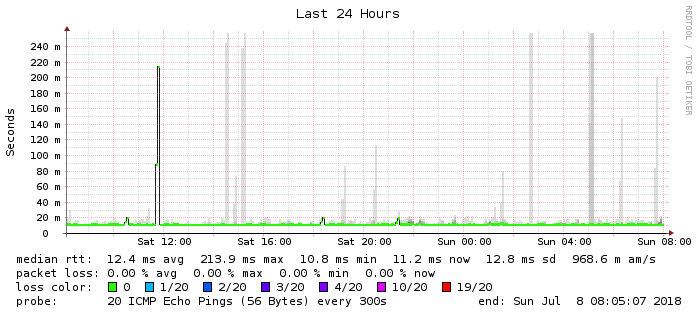 Last 24 Hours
RRDTOOL / TOBI OETIKER
Seconds
240 m
220 m
200 m
180 m
160 m
140 m
120 m
100 m
80 m
60 m
40 m
20 m
0
Sat 12:00 Sat 16:00 Sat 20:00 Sun 00:00 Sun 04:00 Sun 08:00
median rtt: 12.4 ms avg 213.9 ms max 10.8 ms min 11.2 ms now 12.8 ms sd 968.6 m am/s
packet loss: 0.00 % avg 0.00 % max 0.00 % min 0.00 % now
loss color: 0 1/20 2/20 3/20 4/20 10/20 19/20
probe: 20 ICMP Echo Pings (56 Bytes) every 300s end: Sun Jul 8 08:05:07 2018